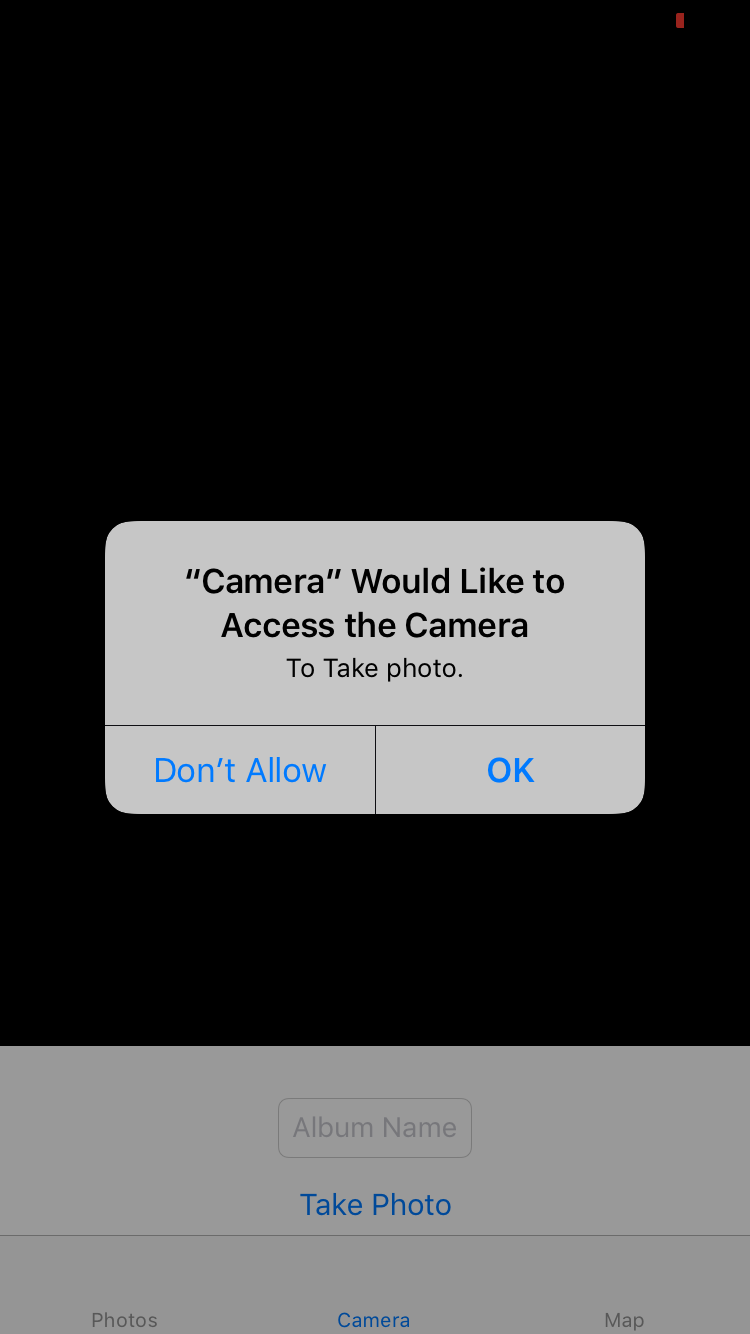 “Camera” Would Like to
Access the Camera
To Take photo.
Don’t Allow
OK
Album Name
Take Photo
Photos
Camera
Map